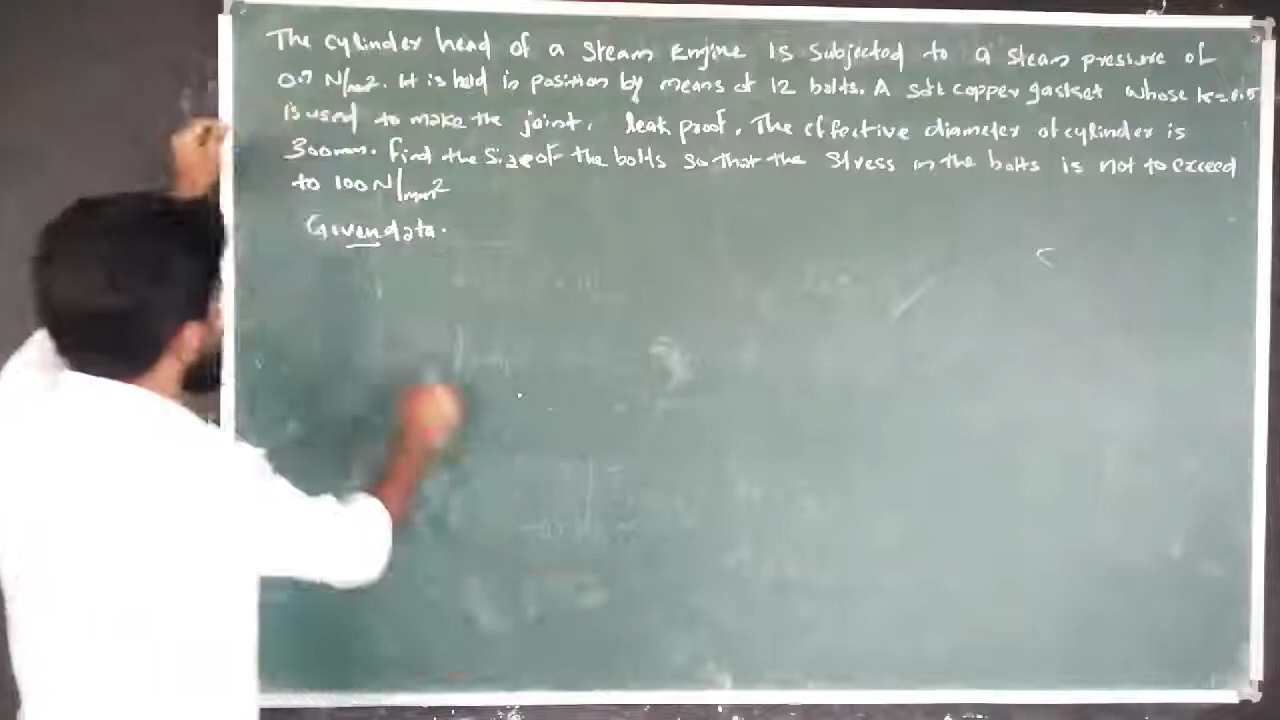 The cylinder head of a steam Engine is subjected to a steam pressure of
0.7 N/mm2. It is held in position by means of 12 bolts. A soft copper gasket whose k=0.5
is used to make the joint, leak proof. The effective diameter of cylinder is
300mm. Find the size of the bolts so that the stress in the bolts is not to exceed
to 100 N/mm2
Given data.